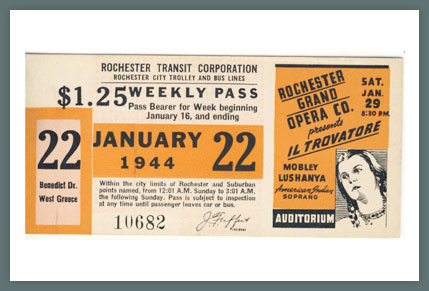 ROCHESTER TRANSIT CORPORATION
ROCHESTER CITY TROLLEY AND BUS LINES
$1.25 WEEKLY PASS
Pass Bearer for Week beginning
January 16, and ending
22
JANUARY
1944
22
Benedict Dr.
West Greece
Within the city limits of Rochester and Suburban
points named, from 12:01 A.M. Sunday to 3:01 A.M.
the following Sunday. Pass is subject to inspection
at any time until passenger leaves car or bus.
10682
PRESIDENT
ROCHESTER
GRAND
OPERA CO.
presents
IL TROVATORE
SAT.
JAN.
29
8:30 P.M.
MOBLEY
LUSHANYA
American Indian
SOPRANO
AUDITORIUM